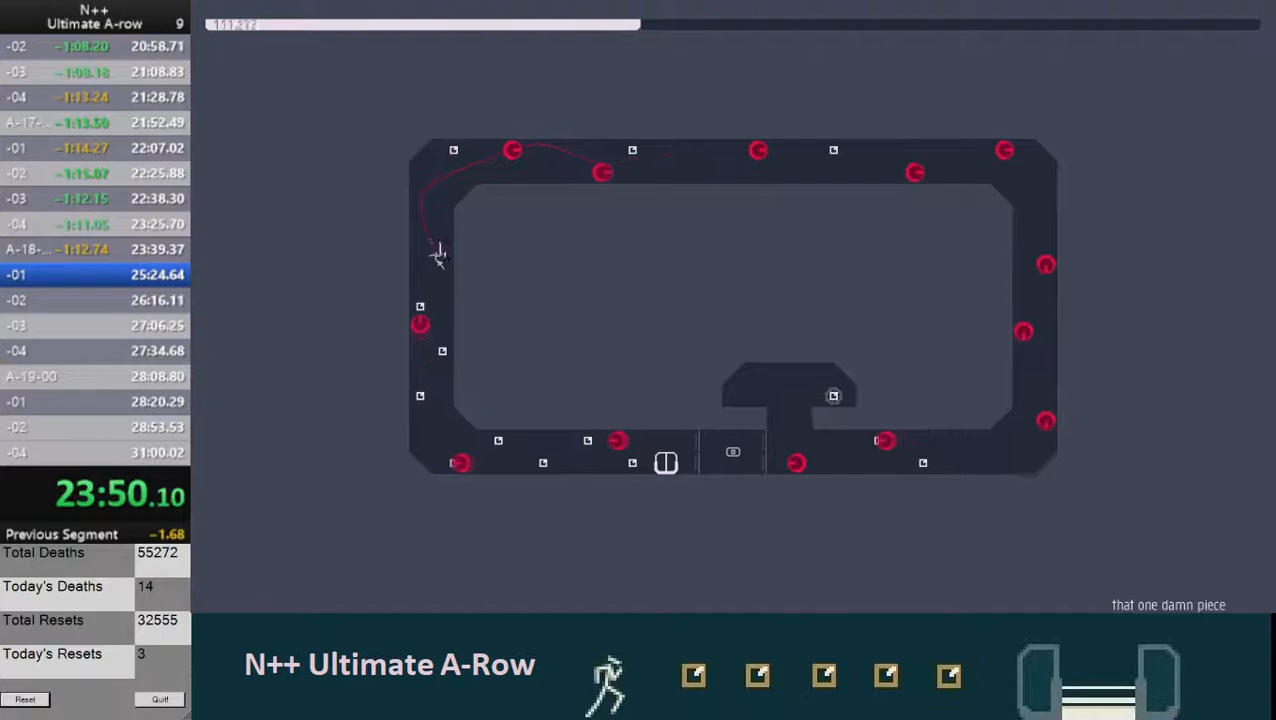 N++
Ultimate A-row 9
-02 -1:08.20 20:58.71
-03 -1:08.18 21:08.83
-04 -1:13.24 21:28.78
A-17-... -1:13.50 21:52.49
-01 -1:14.27 22:07.02
-02 -1:15.07 22:25.88
-03 -1:12.15 22:38.30
-04 -1:11.05 23:25.70
A-18-... -1:12.74 23:39.37
-01 25:24.64
-02 26:16.11
-03 27:06.25
-04 27:34.68
A-19-00 28:08.80
-01 28:20.29
-02 28:53.53
-04 31:00.02
23:50.10
Previous Segment -1.68
Total Deaths 55272
Today's Deaths 14
Total Resets 32555
Today's Resets 3
Reset Quit!
that one damn piece
N++ Ultimate A-Row